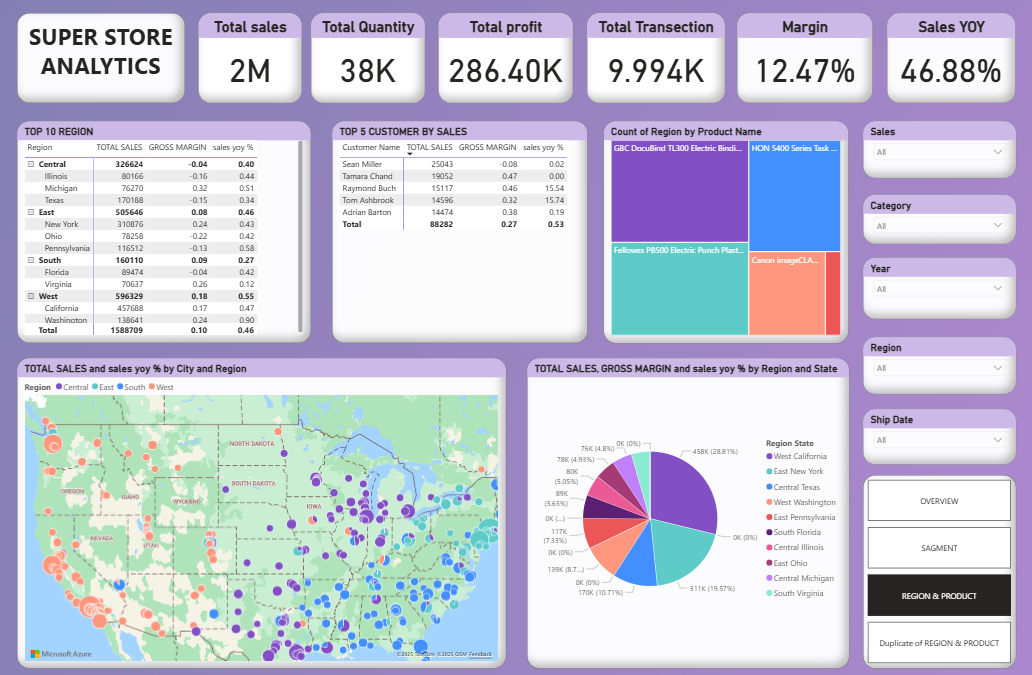 SUPER STORE
ANALYTICS
Total sales
2M
Total Quantity
38K
Total profit
286.40K
Total Transection
9.994K
Margin
12.47%
Sales YOY
46.88%
TOP 10 REGION
Region TOTAL SALES GROSS MARGIN sales yoy %
Central 326624 -0.04 0.40
Illinois 80166 -0.16 0.44
Michigan 76270 0.32 0.51
Texas 170188 -0.15 0.34
East 505646 0.08 0.46
New York 310876 0.24 0.43
Ohio 78258 -0.22 0.42
Pennsylvania 116512 -0.13 0.58
South 160110 0.09 0.27
Florida 89474 -0.04 0.42
Virginia 70637 0.26 0.12
West 596329 0.18 0.55
California 457688 0.17 0.47
Washington 138641 0.24 0.90
Total 1588709 0.10 0.46
TOP 5 CUSTOMER BY SALES
Customer Name TOTAL SALES GROSS MARGIN sales yoy %
Sean Miller 25043 -0.08 0.02
Tamara Chand 19052 0.47 0.00
Raymond Buch 15117 0.46 15.54
Tom Ashbrook 14596 0.32 15.74
Adrian Barton 14474 0.38 0.19
Total 88282 0.27 0.53
Count of Region by Product Name
GBC DocuBind TL300 Electric Bindi...
HON 5400 Series Task ...
Fellowes PB500 Electric Punch Plast...
Canon imageCLA...
Sales
All
Category
All
Year
All
Region
All
Ship Date
All
OVERVIEW
SAGMENT
REGION & PRODUCT
Duplicate of REGION & PRODUCT
TOTAL SALES and sales yoy % by City and Region
Region Central East South West
NORTH DAKOTA
SOUTH DAKOTA
OREGON
IDAHO
WYOMING
IOWA
NEVADA
UTAH
Microsoft Azure
©2025 TomTom ©2025 OSM Feedback
TOTAL SALES, GROSS MARGIN and sales yoy % by Region and State
0K (0%)
76K (4.8%)
78K (4.93%)
80K
(5.05%)
89K
(5.63%)
0K (...)
117K
(7.33%)
0K (0%)
139K (8.7...)
0K (0%)
170K (10.71%)
458K (28.81%)
0K (0%)
311K (19.57%)
Region State
West California
East New York
Central Texas
West Washington
East Pennsylvania
South Florida
Central Illinois
East Ohio
Central Michigan
South Virginia